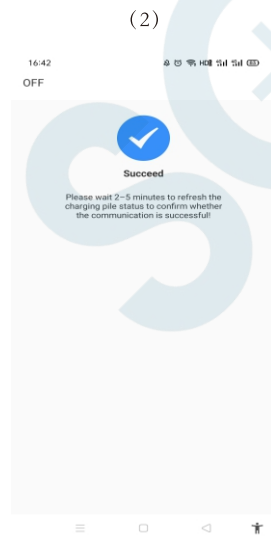 (2)
16:42
OFF
Succeed
Please wait 2-5 minutes to refresh the
charging pile status to confirm whether
the communication is successful!